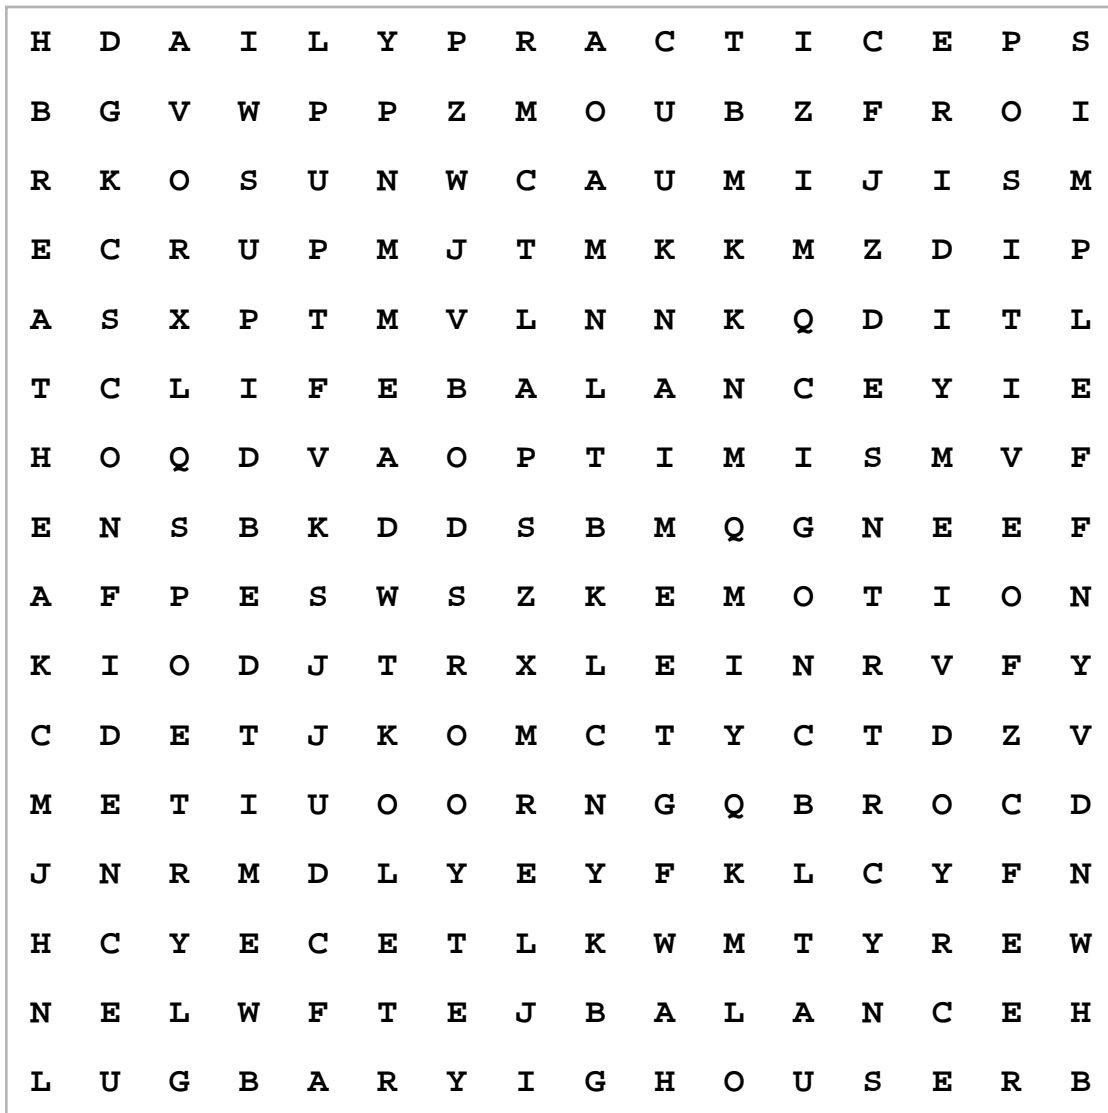 H D A I L Y P R A C T I C E P S
B G V W P P Z M O U B Z F R O I
R K O S U N W C A U M I J I S M
E C R U P M J T M K K M Z D I P
A S X P T M V L N N K Q D I T L
T C L I F E B A L A N C E Y I E
H O Q D V A O P T I M I S M V F
E N S B K D D S B M Q G N E E F
A F P E S W S Z K E M O T I O N
K I O D J T R X L E I N R V F Y
C D E T J K O M C T Y C T D Z V
M E T I U O O R N G Q B R O C D
J N R M D L Y E Y F K L C Y F N
H C Y E C E T L K W M T Y R E W
N E L W F T E J B A L A N C E H
L U G B A R Y I G H O U S E R B